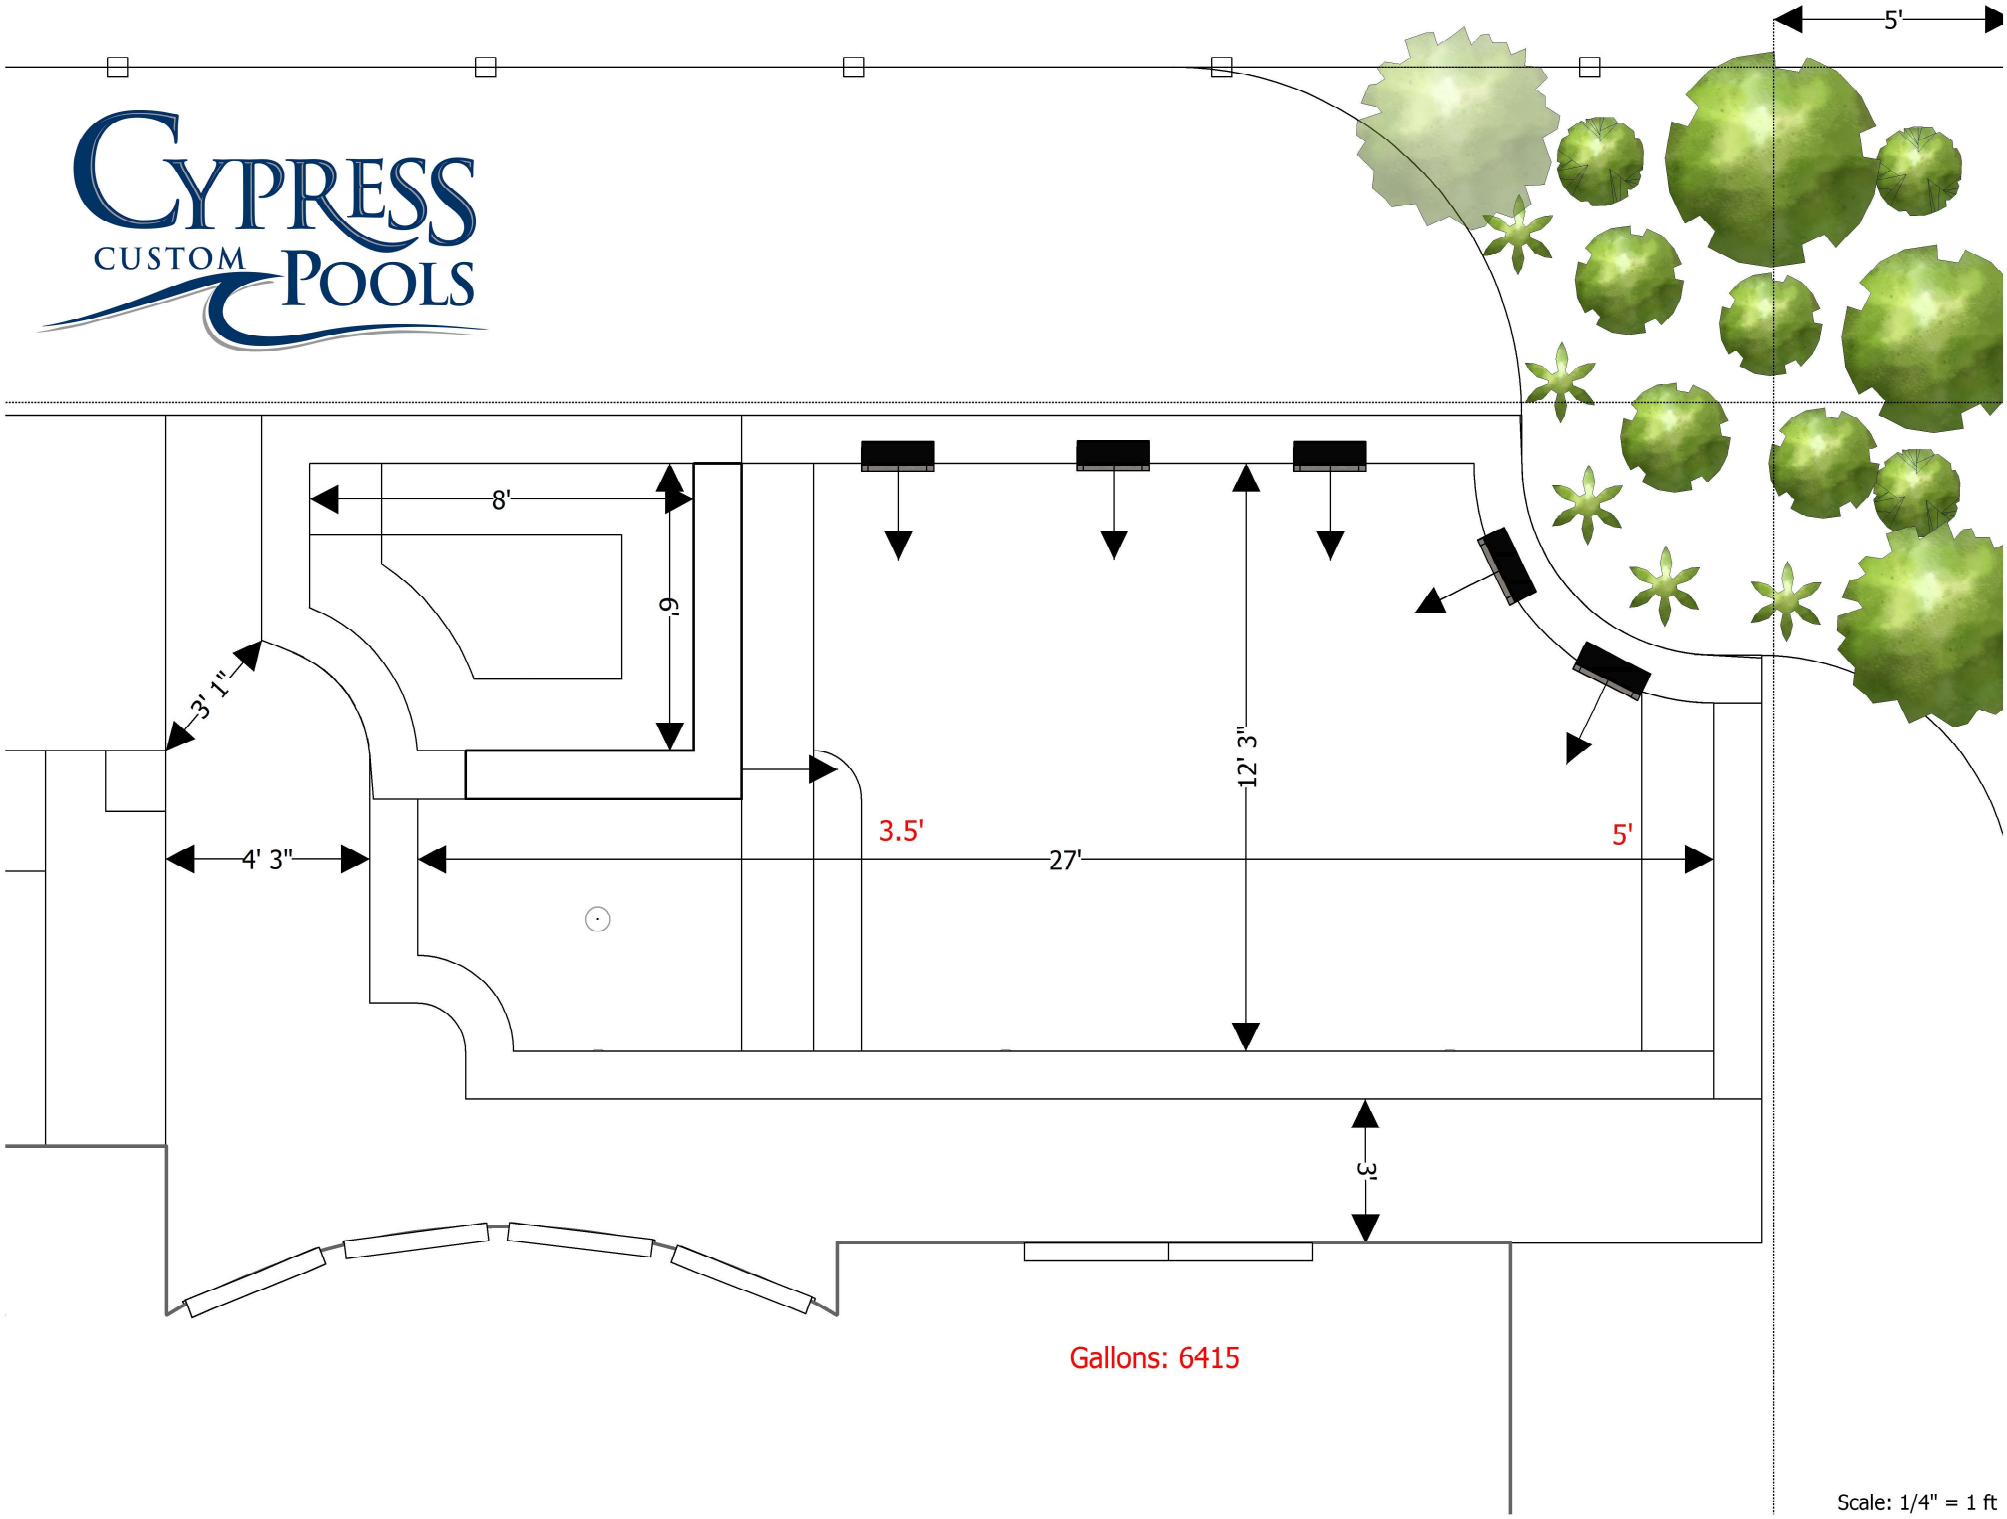 5'
CYPRESS
CUSTOM POOLS
8'
6'
3' 1"
12' 3"
3.5'
5'
4' 3"
27'
3'
Gallons: 6415
Scale: 1/4" = 1 ft